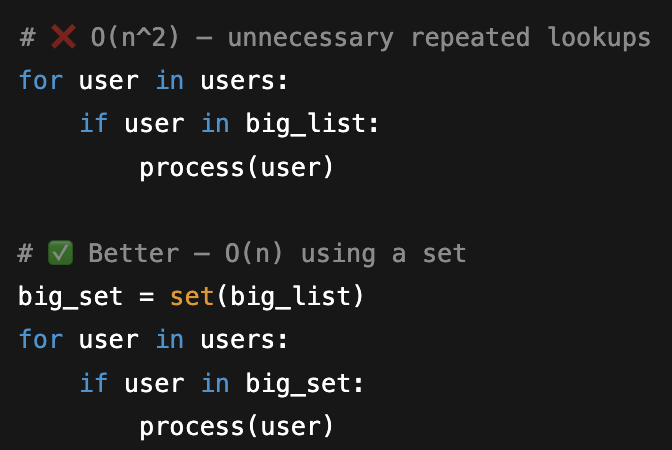 # ❌ O(n^2) – unnecessary repeated lookups
for user in users:
    if user in big_list:
        process(user)

# ✅ Better – O(n) using a set
big_set = set(big_list)
for user in users:
    if user in big_set:
        process(user)